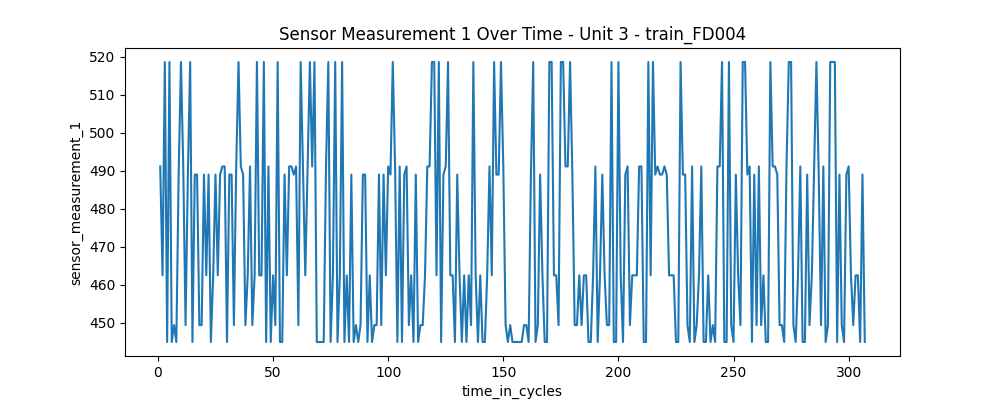 Sensor Measurement 1 Over Time - Unit 3 - train_FD004
520
510
500
490
480
470
460
450
sensor_measurement_1
0 50 100 150 200 250 300
time_in_cycles